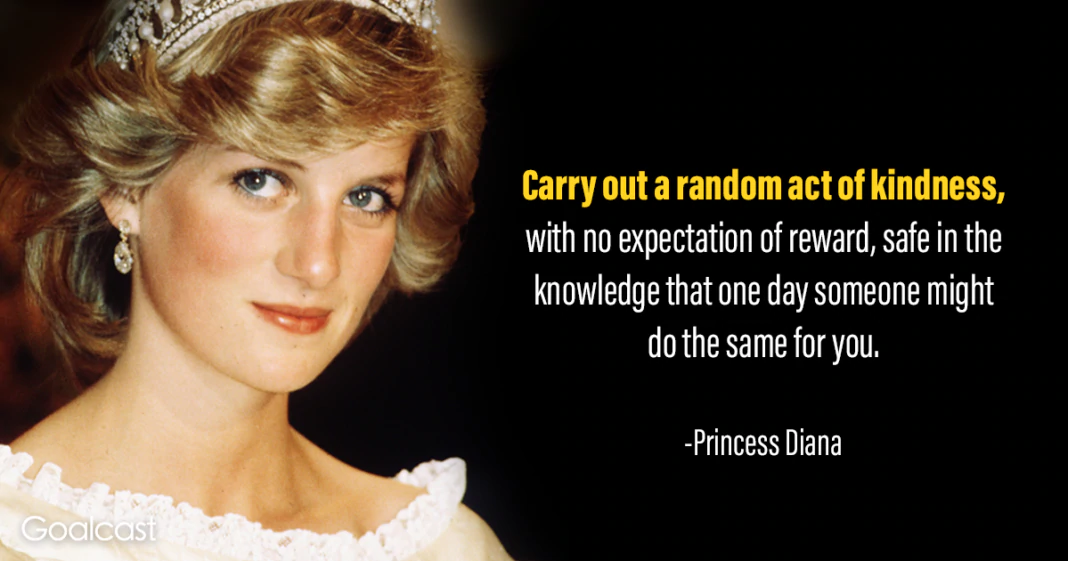 Carry out a random act of kindness,
with no expectation of reward, safe in the
knowledge that one day someone might
do the same for you.
-Princess Diana
Goalcast